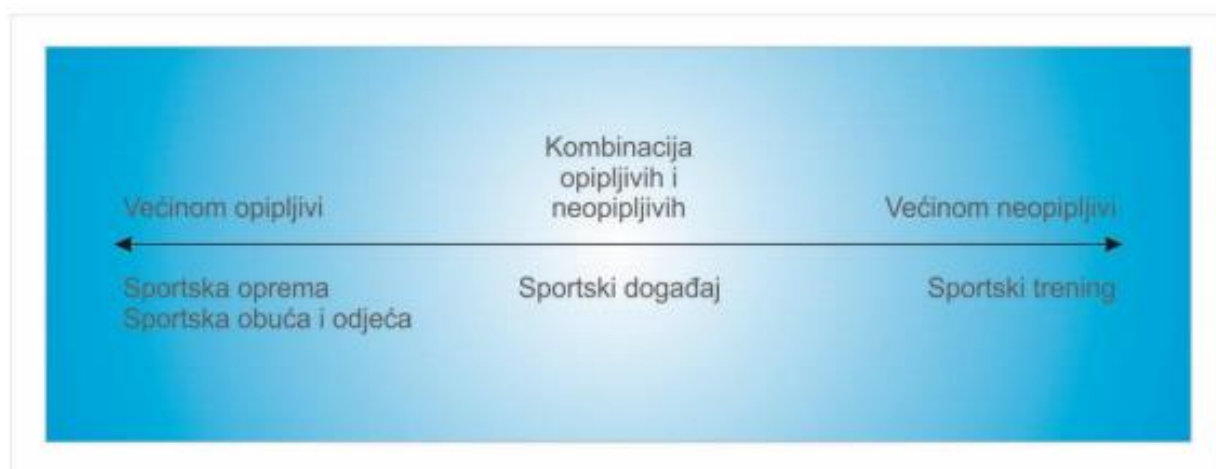 Kombinacija
opipljivih i
neopipljivih
Većinom opipljivi
Većinom neopipljivi
Sportska oprema
Sportska obuća i odjeća
Sportski događaj
Sportski trening